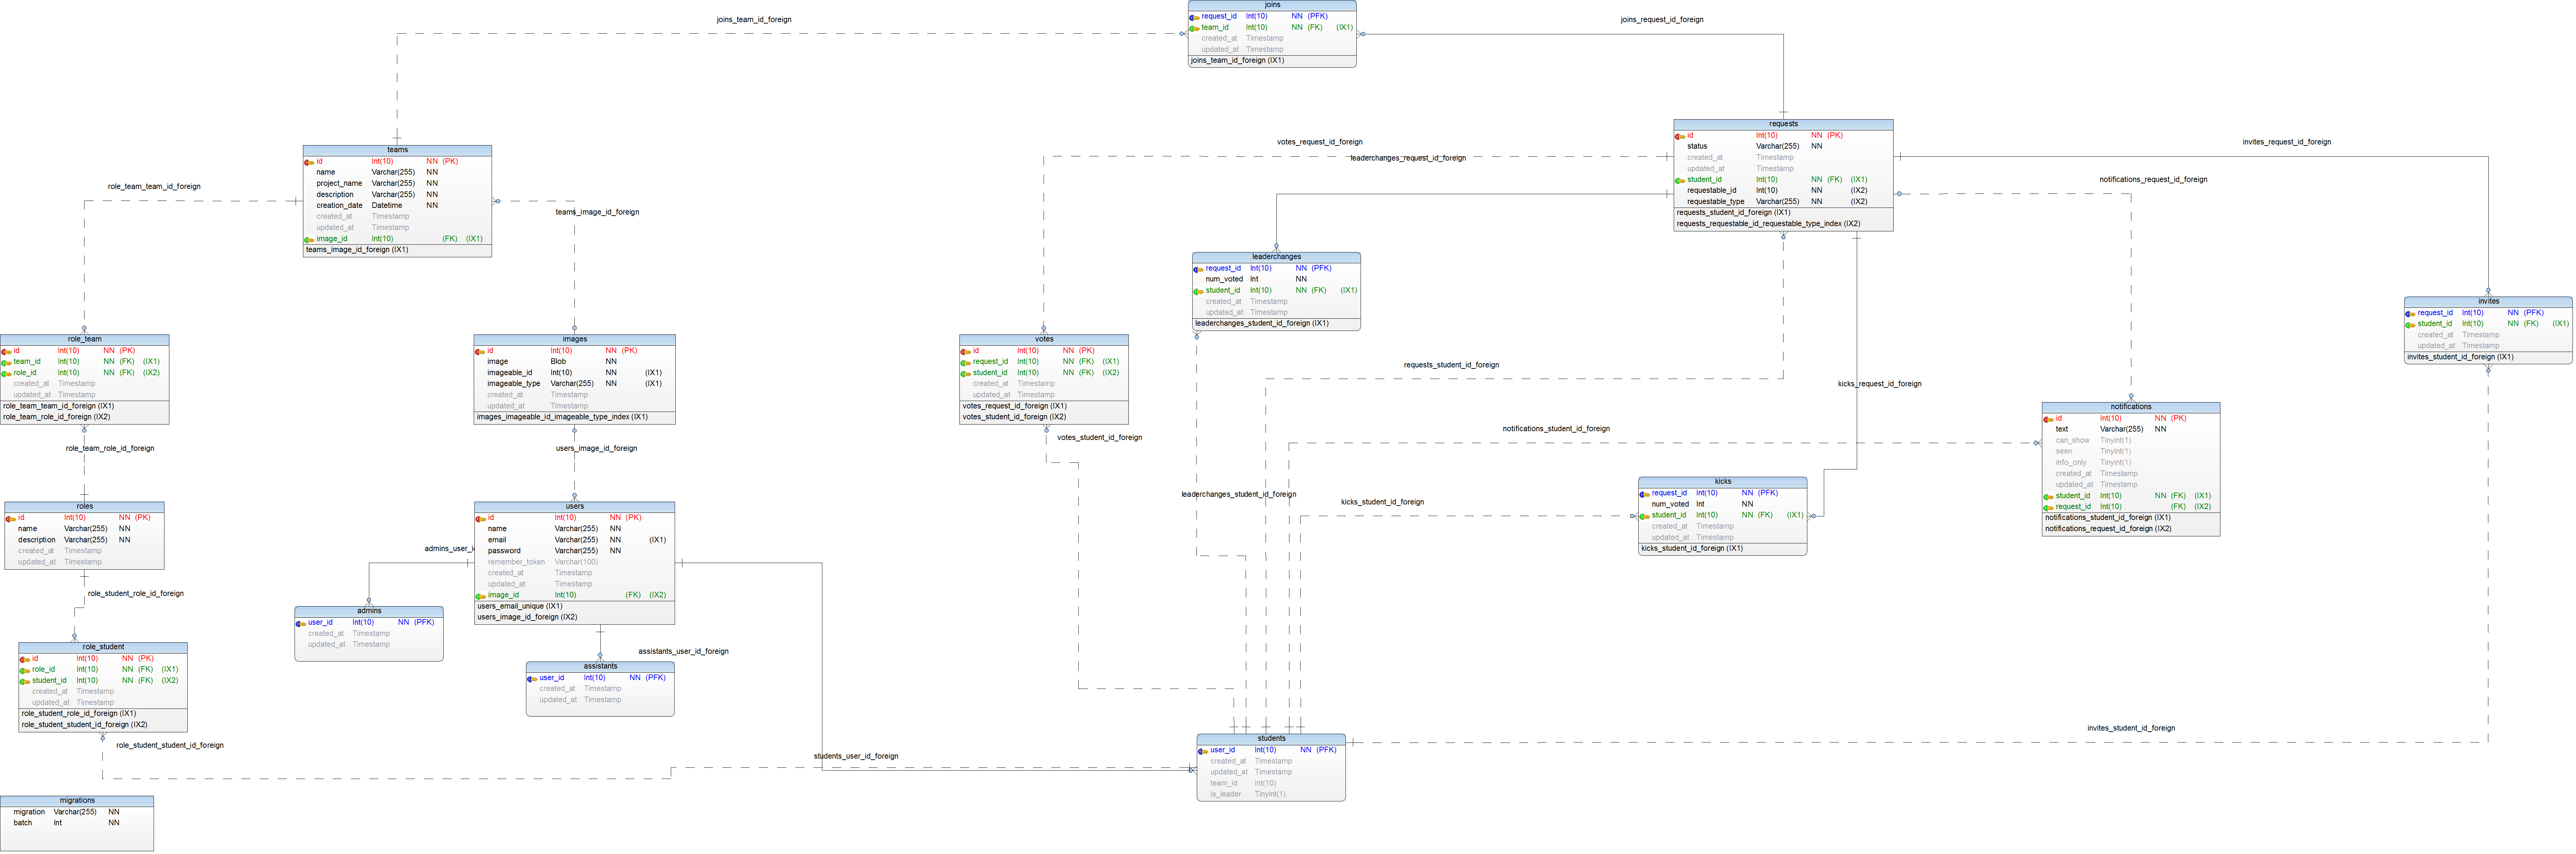 joins
request_id Int(10) NN (PFK)
team_id Int(10) NN (FK) (IX1)
created_at Timestamp
updated_at Timestamp
joins_team_id_foreign (IX1)
joins_team_id_foreign
joins_request_id_foreign
requests
id Int(10) NN (PK)
status Varchar(255) NN
created_at Timestamp
updated_at Timestamp
student_id Int(10) NN (FK) (IX1)
requestable_id Int(10) NN (IX2)
requestable_type Varchar(255) NN (IX2)
requests_student_id_foreign (IX1)
requests_requestable_id_requestable_type_index (IX2)
teams
id Int(10) NN (PK)
name Varchar(255) NN
project_name Varchar(255) NN
description Varchar(255) NN
creation_date Datetime NN
created_at Timestamp
updated_at Timestamp
image_id Int(10) (FK) (IX1)
teams_image_id_foreign (IX1)
votes_request_id_foreign
leaderchanges_request_id_foreign
invites_request_id_foreign
notifications_request_id_foreign
role_team_team_id_foreign
teams_image_id_foreign
leaderchanges
request_id Int(10) NN (PFK)
num_voted Int NN
student_id Int(10) NN (FK) (IX1)
created_at Timestamp
updated_at Timestamp
leaderchanges_student_id_foreign (IX1)
invites
request_id Int(10) NN (PFK)
student_id Int(10) NN (FK) (IX1)
created_at Timestamp
updated_at Timestamp
invites_student_id_foreign (IX1)
role_team
id Int(10) NN (PK)
team_id Int(10) NN (FK) (IX1)
role_id Int(10) NN (FK) (IX2)
created_at Timestamp
updated_at Timestamp
role_team_team_id_foreign (IX1)
role_team_role_id_foreign (IX2)
images
id Int(10) NN (PK)
image Blob NN
imageable_id Int(10) NN (IX1)
imageable_type Varchar(255) NN (IX1)
created_at Timestamp
updated_at Timestamp
images_imageable_id_imageable_type_index (IX1)
votes
id Int(10) NN (PK)
request_id Int(10) NN (FK) (IX1)
student_id Int(10) NN (FK) (IX2)
created_at Timestamp
updated_at Timestamp
votes_request_id_foreign (IX1)
votes_student_id_foreign (IX2)
requests_student_id_foreign
kicks_request_id_foreign
notifications
id Int(10) NN (PK)
text Varchar(255) NN
can_show Tinyint(1)
seen Tinyint(1)
info_only Tinyint(1)
created_at Timestamp
updated_at Timestamp
student_id Int(10) NN (FK) (IX1)
request_id Int(10) (FK) (IX2)
notifications_student_id_foreign (IX1)
notifications_request_id_foreign (IX2)
notifications_student_id_foreign
votes_student_id_foreign
role_team_role_id_foreign
users_image_id_foreign
kicks
request_id Int(10) NN (PFK)
num_voted Int NN
student_id Int(10) NN (FK) (IX1)
created_at Timestamp
updated_at Timestamp
kicks_student_id_foreign (IX1)
leaderchanges_student_id_foreign
kicks_student_id_foreign
roles
id Int(10) NN (PK)
name Varchar(255) NN
description Varchar(255) NN
created_at Timestamp
updated_at Timestamp
users
id Int(10) NN (PK)
name Varchar(255) NN
email Varchar(255) NN (IX1)
password Varchar(255) NN
remember_token Varchar(100)
created_at Timestamp
updated_at Timestamp
image_id Int(10) (FK) (IX2)
users_email_unique (IX1)
users_image_id_foreign (IX2)
admins_user_i
role_student_role_id_foreign
admins
user_id Int(10) NN (PFK)
created_at Timestamp
updated_at Timestamp
role_student
id Int(10) NN (PK)
role_id Int(10) NN (FK) (IX1)
student_id Int(10) NN (FK) (IX2)
created_at Timestamp
updated_at Timestamp
role_student_role_id_foreign (IX1)
role_student_student_id_foreign (IX2)
assistants_user_id_foreign
assistants
user_id Int(10) NN (PFK)
created_at Timestamp
updated_at Timestamp
invites_student_id_foreign
role_student_student_id_foreign
students_user_id_foreign
students
user_id Int(10) NN (PFK)
created_at Timestamp
updated_at Timestamp
team_id Int(10)
is_leader Tinyint(1)
migrations
migration Varchar(255) NN
batch Int NN